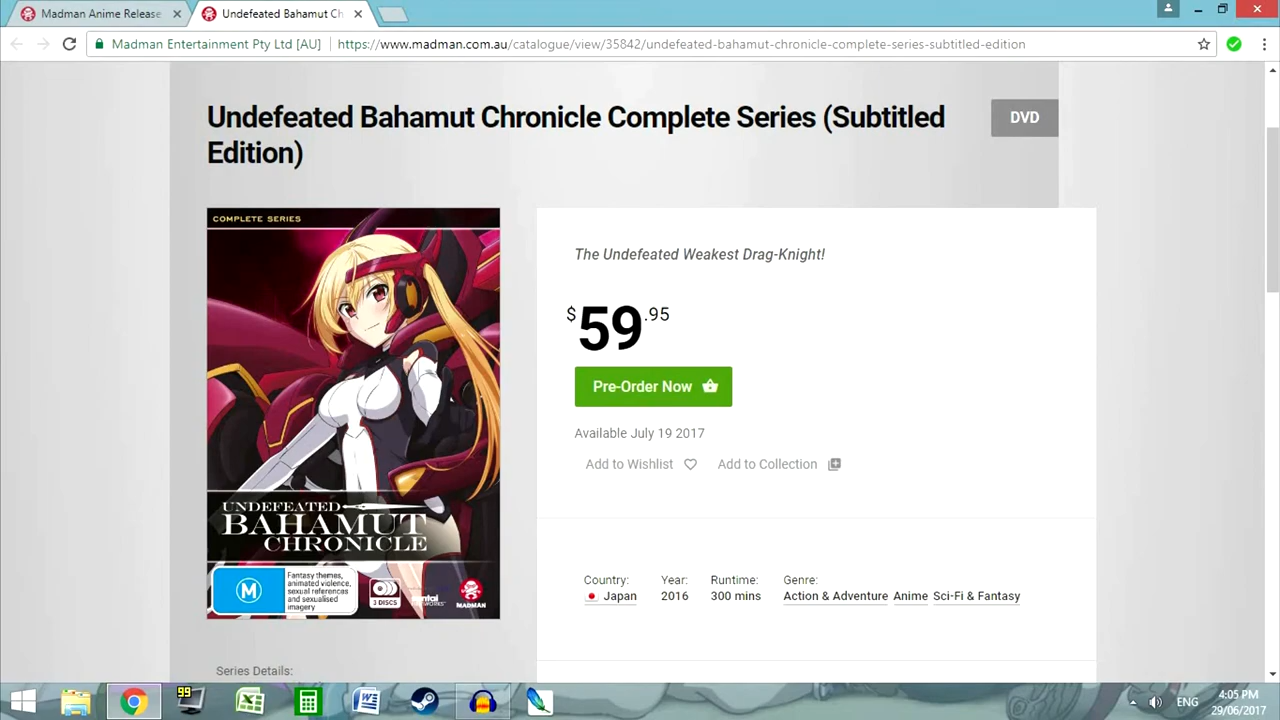 Madman Anime Release
Undefeated Bahamut Ch
Madman Entertainment Pty Ltd [AU]
https://www.madman.com.au/catalogue/view/35842/undefeated-bahamut-chronicle-complete-series-subtitled-edition
Undefeated Bahamut Chronicle Complete Series (Subtitled
Edition)
DVD
COMPLETE SERIES
UNDEFEATED
BAHAMUT
CHRONICLE
M
Fantasy themes,
animated violence,
sexual references
and sexualised
imagery
3 DISCS
MADMAN
The Undefeated Weakest Drag-Knight!
$59.95
Pre-Order Now
Available July 19 2017
Add to Wishlist
Add to Collection
Country: Year: Runtime: Genre:
Japan 2016 300 mins Action & Adventure Anime Sci-Fi & Fantasy
Series Details:
99
ENG
4:05 PM
29/06/2017